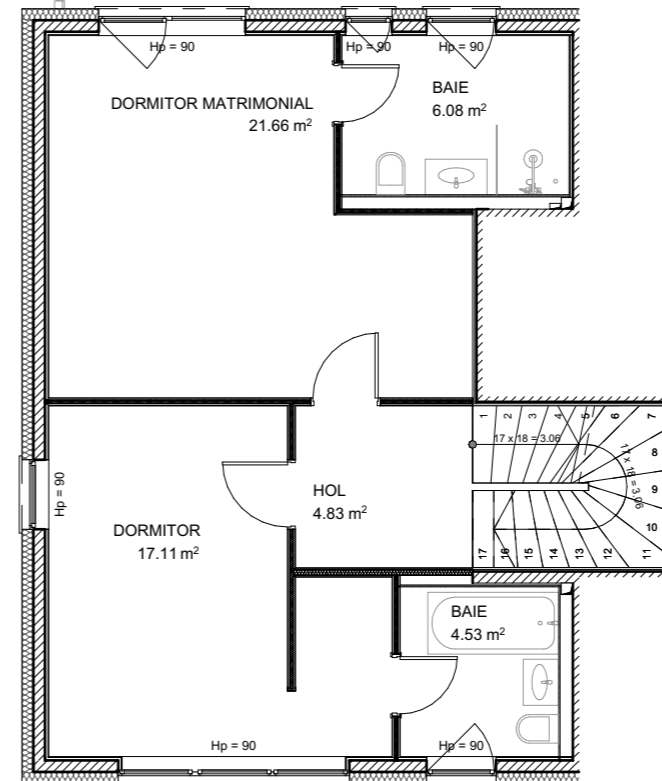 Hp = 90
Hp = 90
Hp = 90
DORMITOR MATRIMONIAL
21.66 m²
BAIE
6.08 m²
1
2
3
4
5
6
7
17 x 18 = 3.06
17 x 18 = 3.06
8
9
10
11
12
13
14
15
16
17
Hp = 90
HOL
4.83 m²
DORMITOR
17.11 m²
BAIE
4.53 m²
Hp = 90
Hp = 90